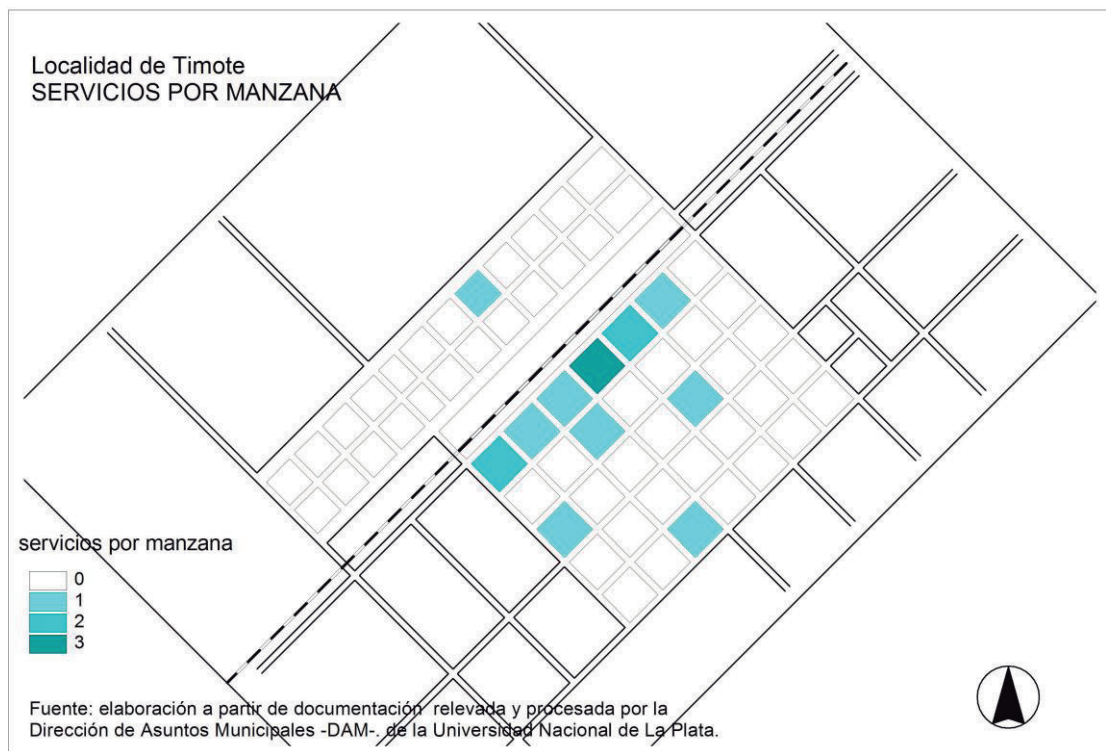 Localidad de Timote
SERVICIOS POR MANZANA
servicios por manzana
0
1
2
3
Fuente: elaboración a partir de documentación relevada y procesada por la
Dirección de Asuntos Municipales -DAM-. de la Universidad Nacional de La Plata.